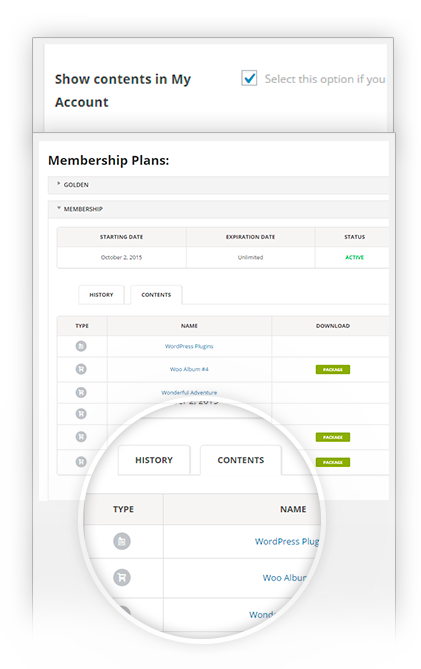 Show contents in My
Account
Select this option if you
Membership Plans:
GOLDEN
MEMBERSHIP
STARTING DATE EXPIRATION DATE STATUS
October 2, 2015 Unlimited ACTIVE
HISTORY CONTENTS
TYPE NAME DOWNLOAD
WordPress Plugins
Woo Album #4 PACKAGE
Wonderful Adventure
PACKAGE
PACKAGE
HISTORY CONTENTS
TYPE NAME
WordPress Plug
Woo Albu